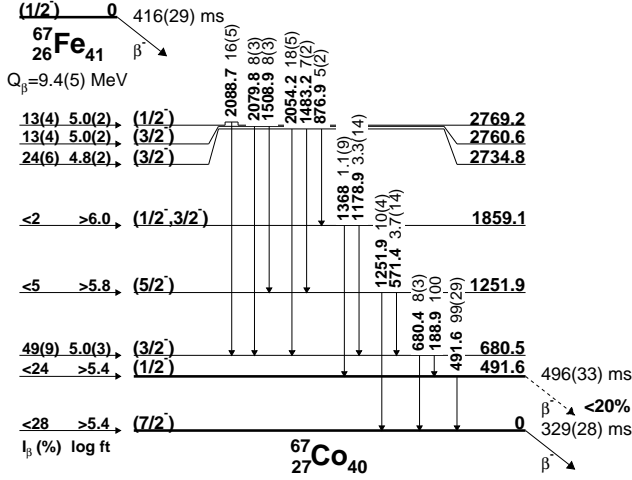 (1/2⁻) 0 416(29) ms
67
26 Fe 41
β⁻
Qβ=9.4(5) MeV
2088.7 16(5)
2079.8 8(3)
1508.9 8(3)
2054.2 18(5)
1483.2 7(2)
876.9 5(2)
13(4) 5.0(2) (1/2⁻) 2769.2
13(4) 5.0(2) (3/2⁻) 2760.6
24(6) 4.8(2) (3/2⁻) 2734.8
1368 1.1(9)
1178.9 3.3(14)
<2 >6.0 (1/2⁻,3/2⁻) 1859.1
1251.9 10(4)
571.4 3.7(14)
<5 >5.8 (5/2⁻) 1251.9
680.4 8(3)
188.9 100
491.6 99(29)
49(9) 5.0(3) (3/2⁻) 680.5
<24 >5.4 (1/2⁻) 491.6 496(33) ms
β⁻ <20%
<28 >5.4 (7/2⁻) 0 329(28) ms
Iβ (%) log ft
67
27 Co 40
β⁻